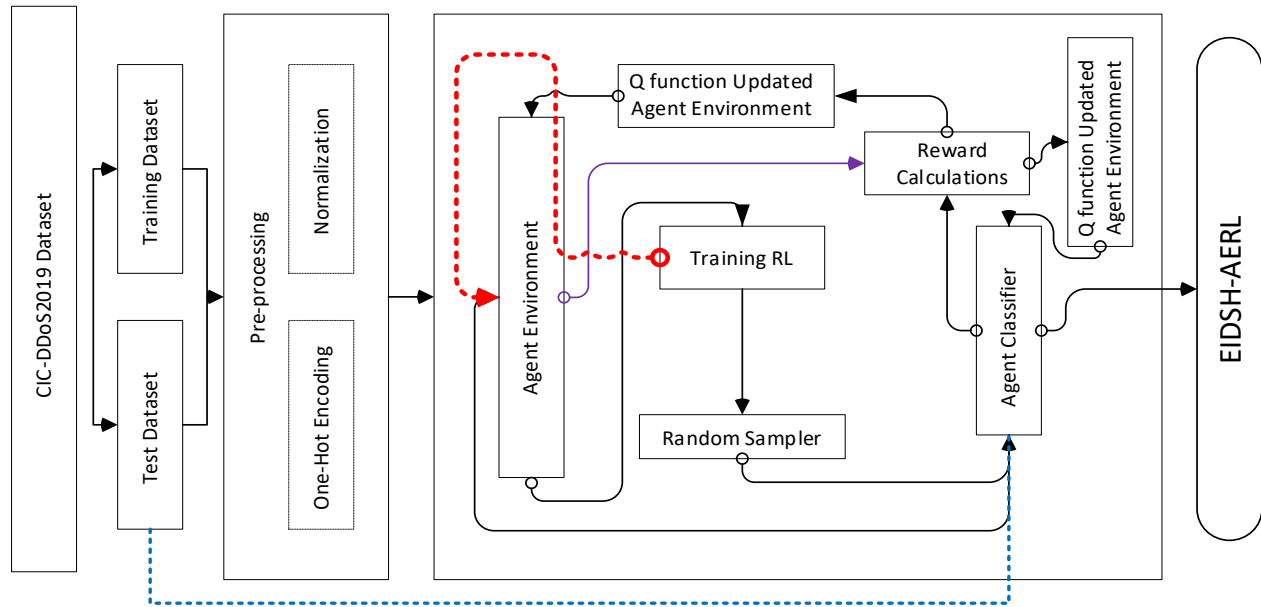 CIC-DDoS2019 Dataset
Training Dataset
Test Dataset
Pre-processing
Normalization
One-Hot Encoding
Agent Environment
Q function Updated
Agent Environment
Training RL
Random Sampler
Reward
Calculations
Agent Classifier
Q function Updated
Agent Environment
EIDSH-AERL